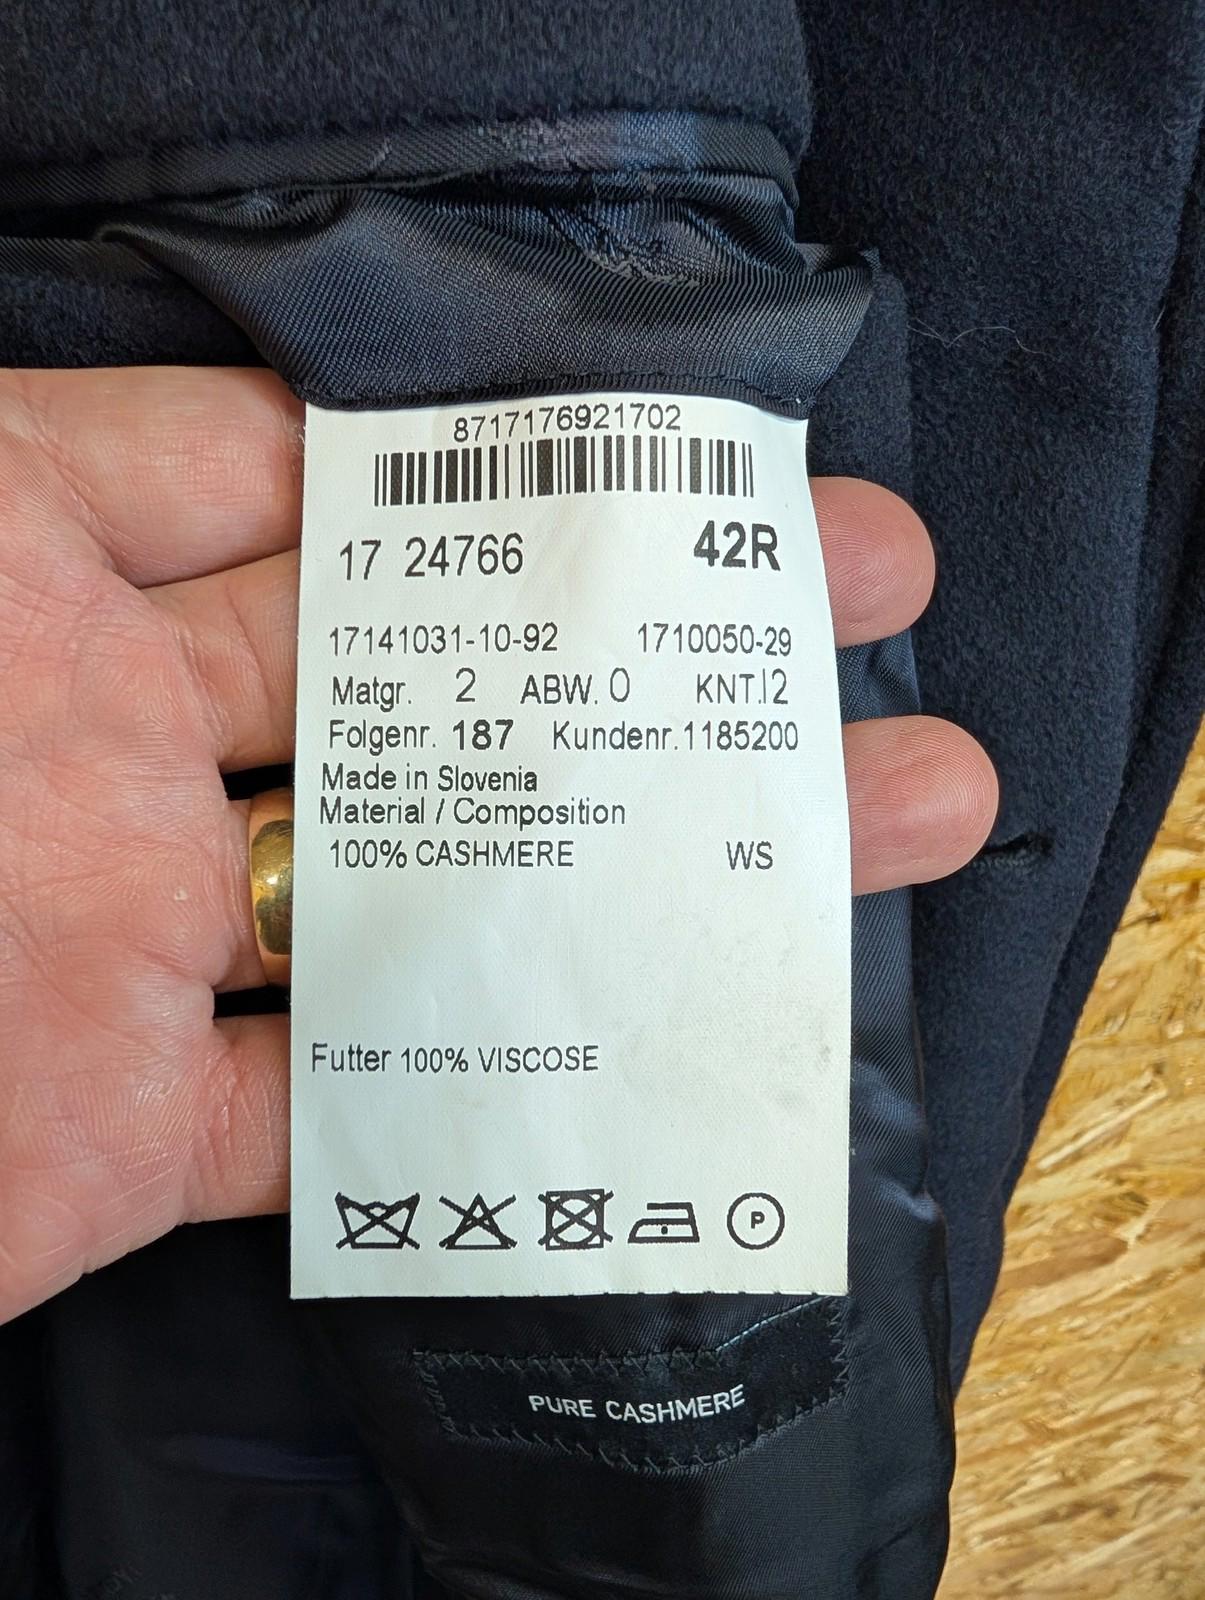 8717176921702
17 24766 42R
17141031-10-92 1710050-29
Matgr. 2 ABW. 0 KNT.12
Folgenr. 187 Kundenr.1185200
Made in Slovenia
Material / Composition
100% CASHMERE WS
Futter 100% VISCOSE
P
PURE CASHMERE